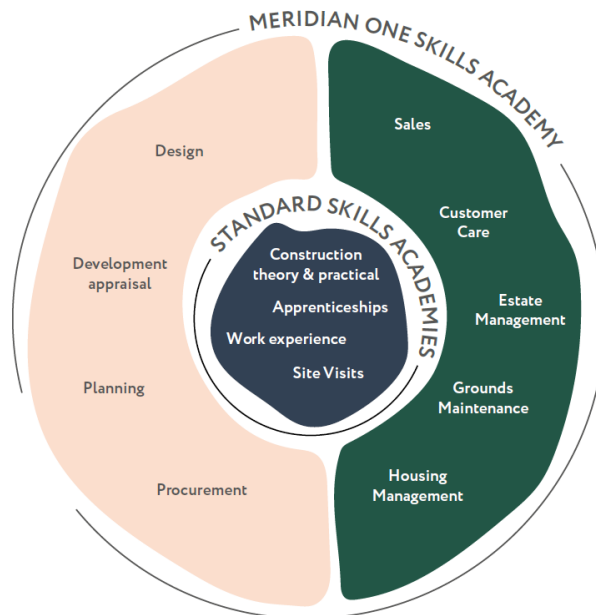 MERIDIAN ONE SKILLS ACADEMY
Design
Development
appraisal
Planning
Procurement
STANDARD SKILLS ACADEMIES
Construction
theory & practical
Apprenticeships
Work experience
Site Visits
Sales
Customer
Care
Estate
Management
Grounds
Maintenance
Housing
Management